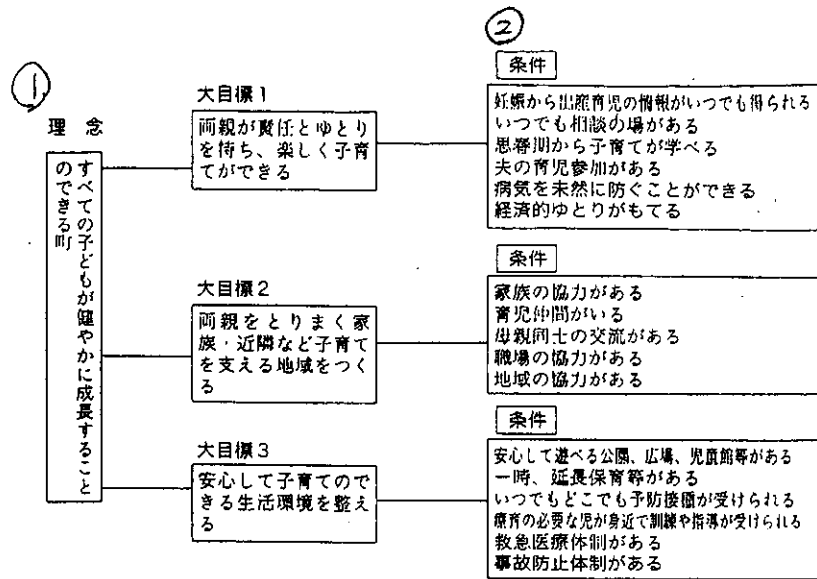 ①
理念
すべての子どもが健やかに成長すること
のできる町
大目標1
両親が責任とゆとり
を持ち、楽しく子育
てができる
大目標2
両親をとりまく家
族・近隣など子育て
を支える地域をつく
る
大目標3
安心して子育てので
きる生活環境を整え
る
②
条件
妊娠から出産育児の情報がいつでも得られる
いつでも相談の場がある
思春期から子育てが学べる
夫の育児参加がある
病気を未然に防ぐことができる
経済的ゆとりがもてる
条件
家族の協力がある
育児仲間がいる
母親同士の交流がある
職場の協力がある
地域の協力がある
条件
安心して遊べる公園、広場、児童館等がある
一時、延長保育等がある
いつでもどこでも予防接種が受けられる
療育の必要な児が身近で訓練や指導が受けられる
救急医療体制がある
事故防止体制がある